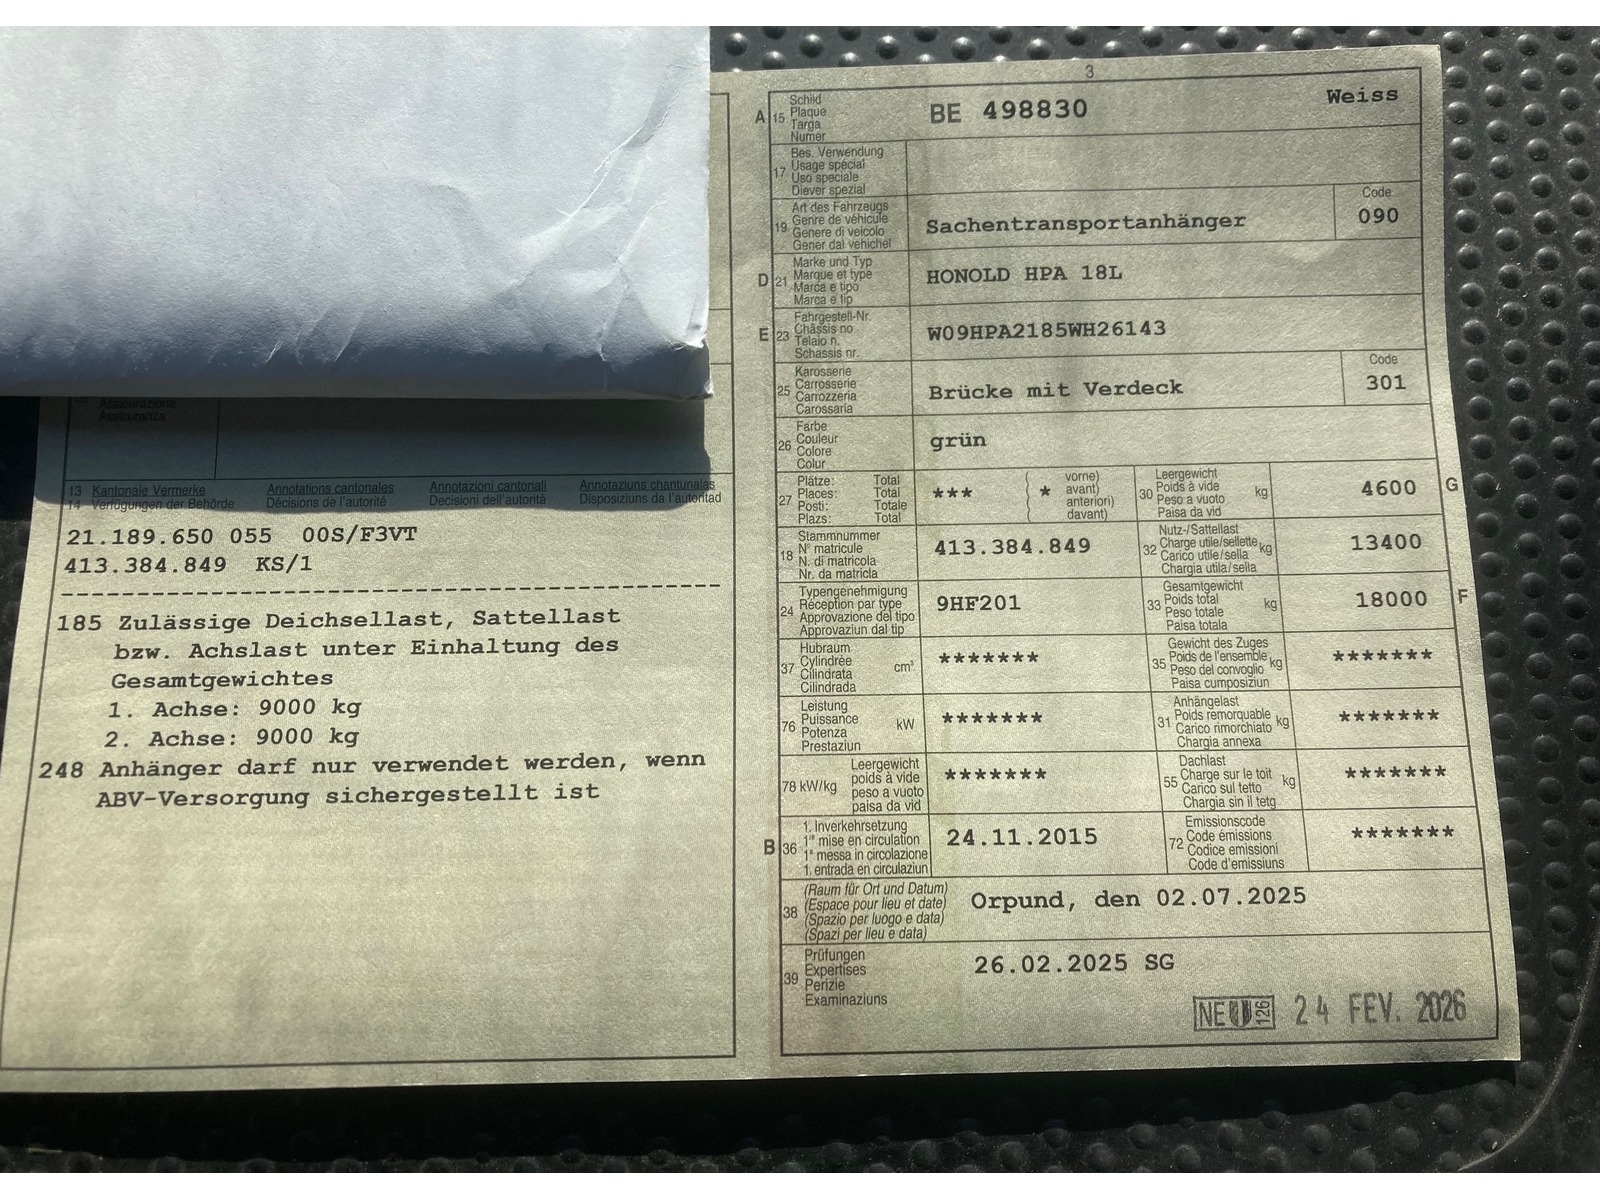 Assicurazione
Assicuranza
13 Kantonale Vermerke Annotations cantonales Annotazioni cantonali Annotaziuns chantunalas
14 Verfügungen der Behörde Décisions de l'autorité Decisioni dell'autorità Disposiziuns da l'autoritad
21.189.650 055 00S/F3VT
413.384.849 KS/1
185 Zulässige Deichsellast, Sattellast
bzw. Achslast unter Einhaltung des
Gesamtgewichtes
1. Achse: 9000 kg
2. Achse: 9000 kg
248 Anhänger darf nur verwendet werden, wenn
ABV-Versorgung sichergestellt ist
3
A 15 Schild
Plaque
Targa
Numer
BE 498830 Weiss
17 Bes. Verwendung
Usage spécial
Uso speciale
Diever spezial
19 Art des Fahrzeugs
Genre de véhicule
Genere di veicolo
Gener dal vehichel
Sachentransportanhänger
Code
090
D 21 Marke und Typ
Marque et type
Marca e tipo
Marca e tip
HONOLD HPA 18L
E 23 Fahrgestell-Nr.
Châssis no
Telaio n.
Schassis nr.
W09HPA2185WH26143
25 Karosserie
Carrosserie
Carrozzeria
Carossaria
Brücke mit Verdeck
Code
301
26 Farbe
Couleur
Colore
Colur
grün
27 Plätze: Total
Places: Total
Posti: Totale
Plazs: Total
*** ( * vorne)
avant)
anteriori)
davant)
30 Leergewicht
Poids à vide
Peso a vuoto
Paisa da vid
kg
4600 G
18 Stammnummer
N° matricule
N. di matricola
Nr. da matricla
413.384.849
32 Nutz-/Sattellast
Charge utile/sellette
Carico utile/sella
Chargia utila/sella
kg
13400
24 Typengenehmigung
Réception par type
Approvazione del tipo
Approvaziun dal tip
9HF201
33 Gesamtgewicht
Poids total
Peso totale
Paisa totala
kg
18000 F
37 Hubraum
Cylindrée
Cilindrata
Cilindrada
cm³
*******
35 Gewicht des Zuges
Poids de l'ensemble
Peso del convoglio
Paisa cumposiziun
kg
*******
76 Leistung
Puissance
Potenza
Prestaziun
kW
*******
31 Anhängelast
Poids remorquable
Carico rimorchiato
Chargia annexa
kg
*******
78 kW/kg Leergewicht
poids à vide
peso a vuoto
paisa da vid
*******
55 Dachlast
Charge sur le toit
Carico sul tetto
Chargia sin il tetg
kg
*******
B 36 1. Inverkehrsetzung
1re mise en circulation
1a messa in circolazione
1. entrada en circulaziun
24.11.2015
72 Emissionscode
Code émissions
Codice emissioni
Code d'emissiuns
*******
38 (Raum für Ort und Datum)
(Espace pour lieu et date)
(Spazio per luogo e data)
(Spazi per lieu e data)
Orpund, den 02.07.2025
39 Prüfungen
Expertises
Perizie
Examinaziuns
26.02.2025 SG
NEU 126 24 FEV. 2026